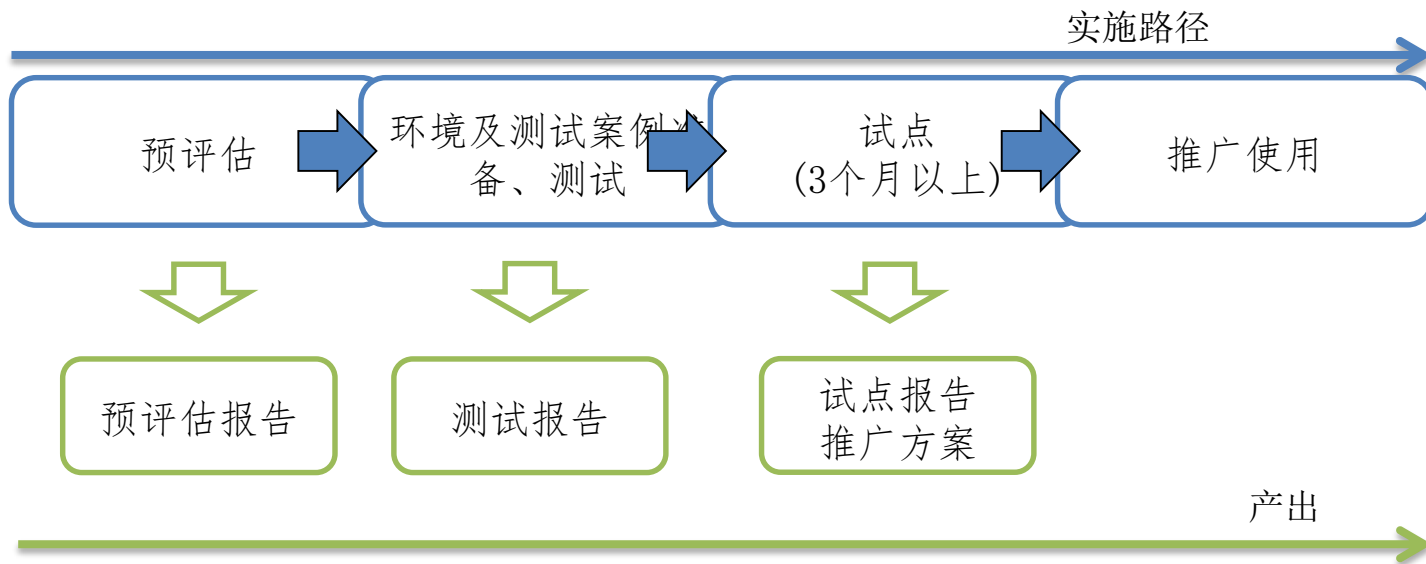 实施路径
预评估
环境及测试案例准
备、测试
试点
(3个月以上)
推广使用
预评估报告
测试报告
试点报告
推广方案
产出